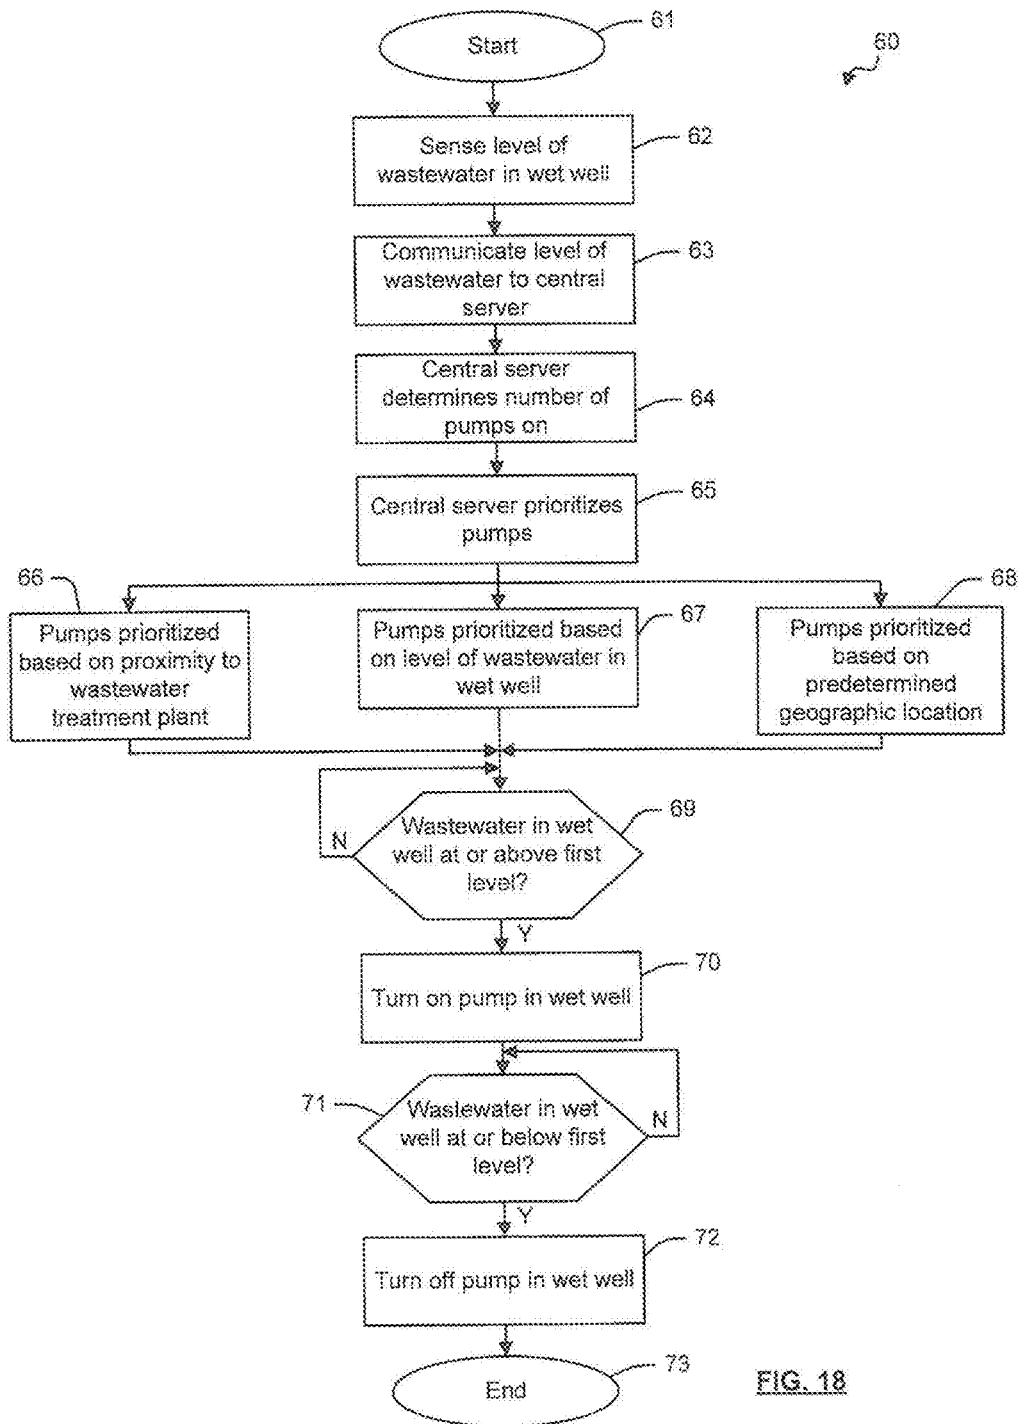 Start
61
60
Sense level of
wastewater in wet well
62
Communicate level of
wastewater to central
server
63
Central server
determines number of
pumps on
64
Central server prioritizes
pumps
65
66
Pumps prioritized
based on proximity to
wastewater
treatment plant
Pumps prioritized based
on level of wastewater in
wet well
67
Pumps prioritized
based on
predetermined
geographic location
68
Wastewater in wet
well at or above first
level?
69
N
Y
Turn on pump in wet well
70
71
Wastewater in wet
well at or below first
level?
N
Y
Turn off pump in wet well
72
End
73
FIG. 18